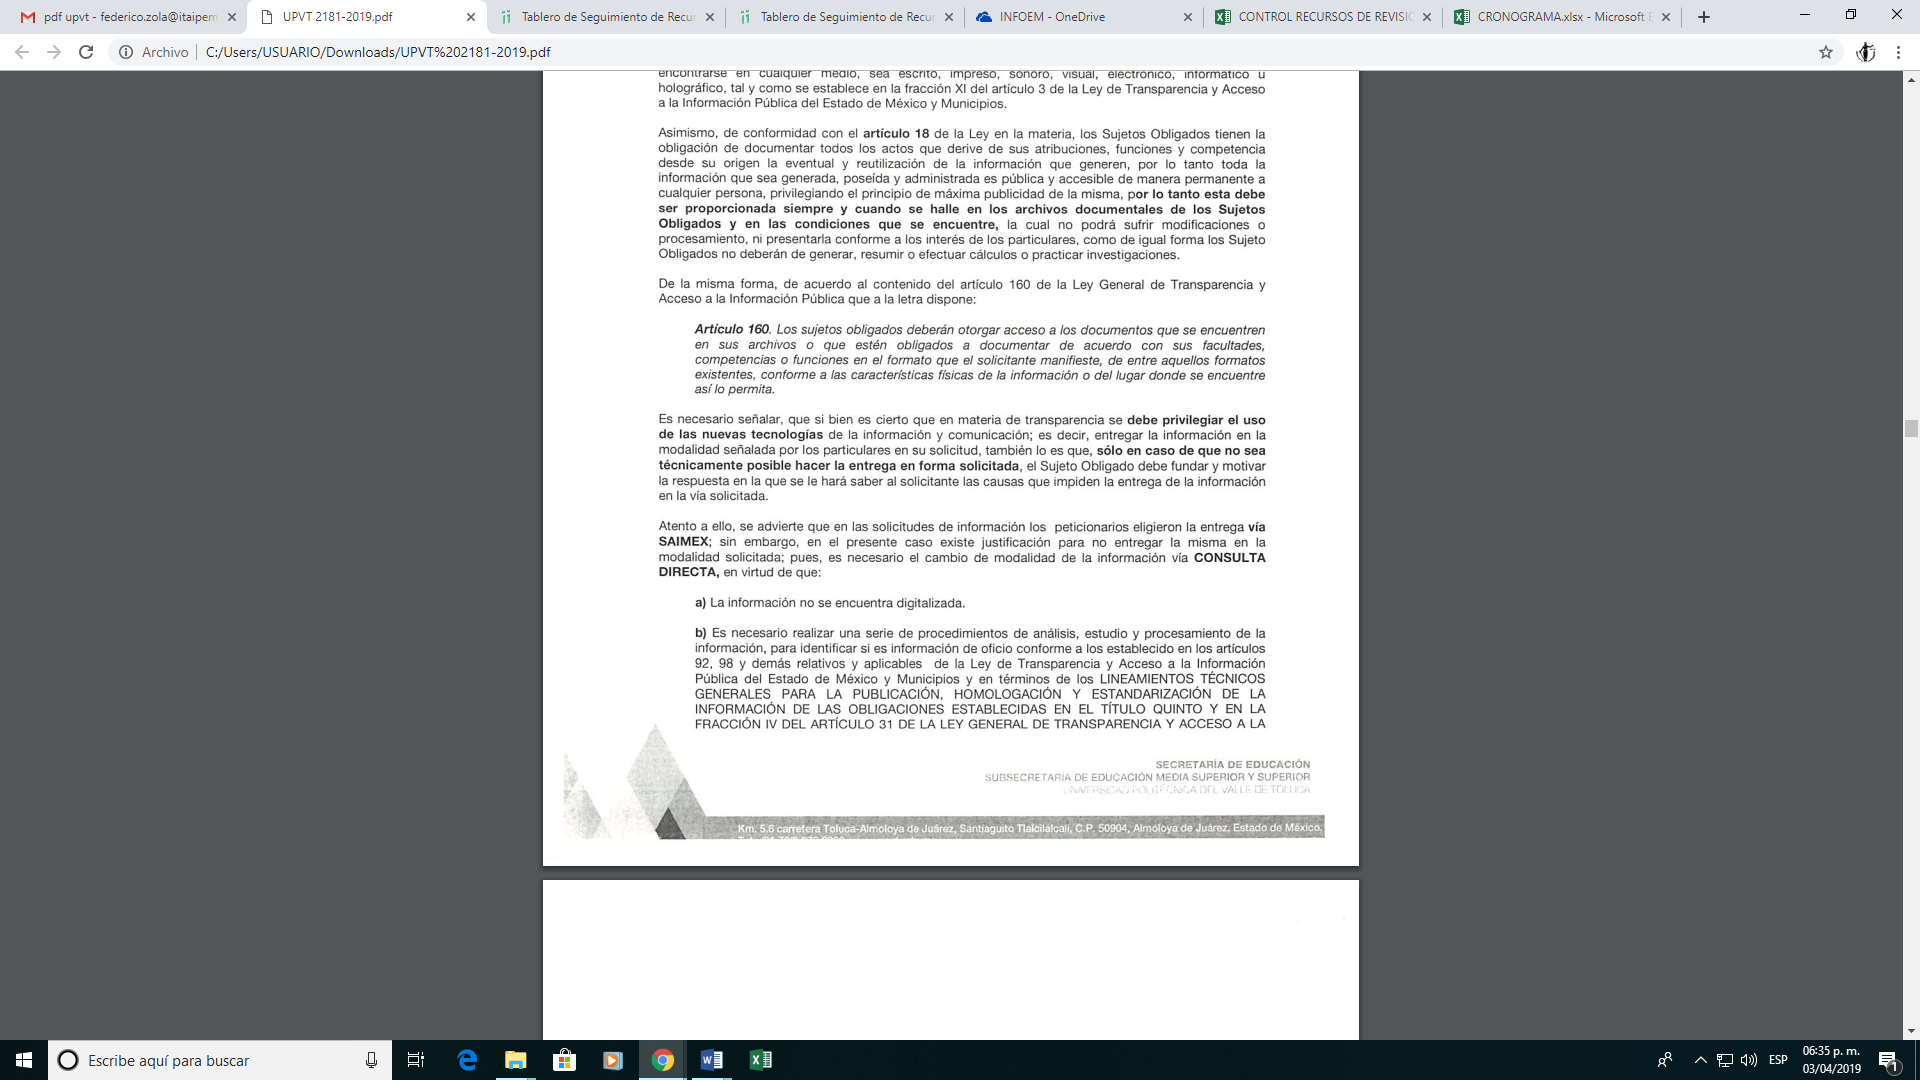 pdf upvt - federico.zola@itaipem
UPVT 2181-2019.pdf
Tablero de Seguimiento de Recur
Tablero de Seguimiento de Recur
INFOEM - OneDrive
CONTROL RECURSOS DE REVISIO
CRONOGRAMA.xlsx - Microsoft E
Archivo
C:/Users/USUARIO/Downloads/UPVT%202181-2019.pdf
encontrarse en cualquier medio, sea escrito, impreso, sonoro, visual, electrónico, informático u
holográfico, tal y como se establece en la fracción XI del artículo 3 de la Ley de Transparencia y Acceso
a la Información Pública del Estado de México y Municipios.
Asimismo, de conformidad con el artículo 18 de la Ley en la materia, los Sujetos Obligados tienen la
obligación de documentar todos los actos que derive de sus atribuciones, funciones y competencia
desde su origen la eventual y reutilización de la información que generen, por lo tanto toda la
información que sea generada, poseída y administrada es pública y accesible de manera permanente a
cualquier persona, privilegiando el principio de máxima publicidad de la misma, por lo tanto esta debe
ser proporcionada siempre y cuando se halle en los archivos documentales de los Sujetos
Obligados y en las condiciones que se encuentre, la cual no podrá sufrir modificaciones o
procesamiento, ni presentarla conforme a los interés de los particulares, como de igual forma los Sujeto
Obligados no deberán de generar, resumir o efectuar cálculos o practicar investigaciones.
De la misma forma, de acuerdo al contenido del artículo 160 de la Ley General de Transparencia y
Acceso a la Información Pública que a la letra dispone:
Artículo 160. Los sujetos obligados deberán otorgar acceso a los documentos que se encuentren
en sus archivos o que estén obligados a documentar de acuerdo con sus facultades,
competencias o funciones en el formato que el solicitante manifieste, de entre aquellos formatos
existentes, conforme a las características físicas de la información o del lugar donde se encuentre
así lo permita.
Es necesario señalar, que si bien es cierto que en materia de transparencia se debe privilegiar el uso
de las nuevas tecnologías de la información y comunicación; es decir, entregar la información en la
modalidad señalada por los particulares en su solicitud, también lo es que, sólo en caso de que no sea
técnicamente posible hacer la entrega en forma solicitada, el Sujeto Obligado debe fundar y motivar
la respuesta en la que se le hará saber al solicitante las causas que impiden la entrega de la información
en la vía solicitada.
Atento a ello, se advierte que en las solicitudes de información los peticionarios eligieron la entrega vía
SAIMEX; sin embargo, en el presente caso existe justificación para no entregar la misma en la
modalidad solicitada; pues, es necesario el cambio de modalidad de la información vía CONSULTA
DIRECTA, en virtud de que:
a) La información no se encuentra digitalizada.
b) Es necesario realizar una serie de procedimientos de análisis, estudio y procesamiento de la
información, para identificar si es información de oficio conforme a los establecido en los artículos
92, 98 y demás relativos y aplicables de la Ley de Transparencia y Acceso a la Información
Pública del Estado de México y Municipios y en términos de los LINEAMIENTOS TÉCNICOS
GENERALES PARA LA PUBLICACIÓN, HOMOLOGACIÓN Y ESTANDARIZACIÓN DE LA
INFORMACIÓN DE LAS OBLIGACIONES ESTABLECIDAS EN EL TÍTULO QUINTO Y EN LA
FRACCIÓN IV DEL ARTÍCULO 31 DE LA LEY GENERAL DE TRANSPARENCIA Y ACCESO A LA
SECRETARÍA DE EDUCACIÓN
SUBSECRETARÍA DE EDUCACIÓN MEDIA SUPERIOR Y SUPERIOR
UNIVERSIDAD POLITÉCNICA DEL VALLE DE TOLUCA
Km. 5.6 carretera Toluca-Almoloya de Juárez, Santiaguito Tlalcilalcali, C.P. 50904, Almoloya de Juárez, Estado de México.
Escribe aquí para buscar
ESP
06:35 p. m.
03/04/2019
1